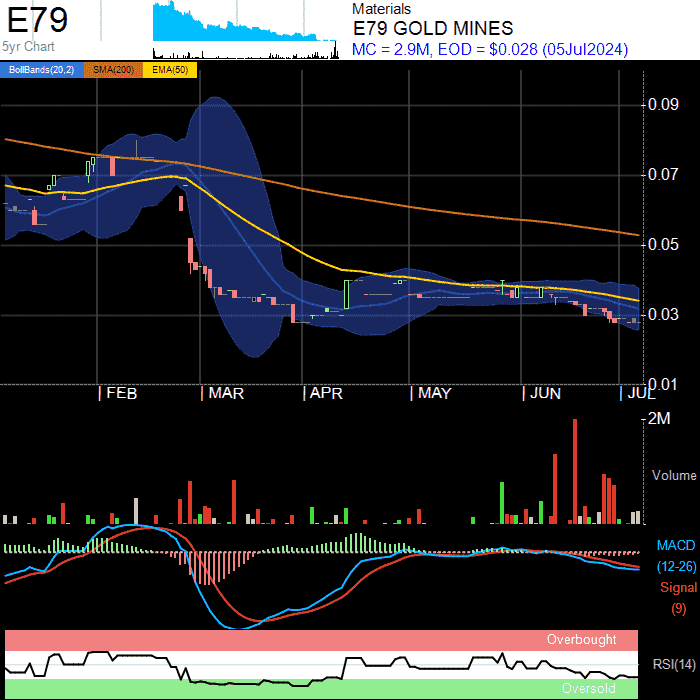 E79
5yr Chart
Materials
E79 GOLD MINES
MC = 2.9M, EOD = $0.028 (05Jul2024)
BollBands(20,2) SMA(200) EMA(50)
0.09
0.07
0.05
0.03
0.01
| FEB | MAR | APR | MAY | JUN | JUL
2M
Volume
MACD
(12-26)
Signal
(9)
Overbought
RSI(14)
Oversold